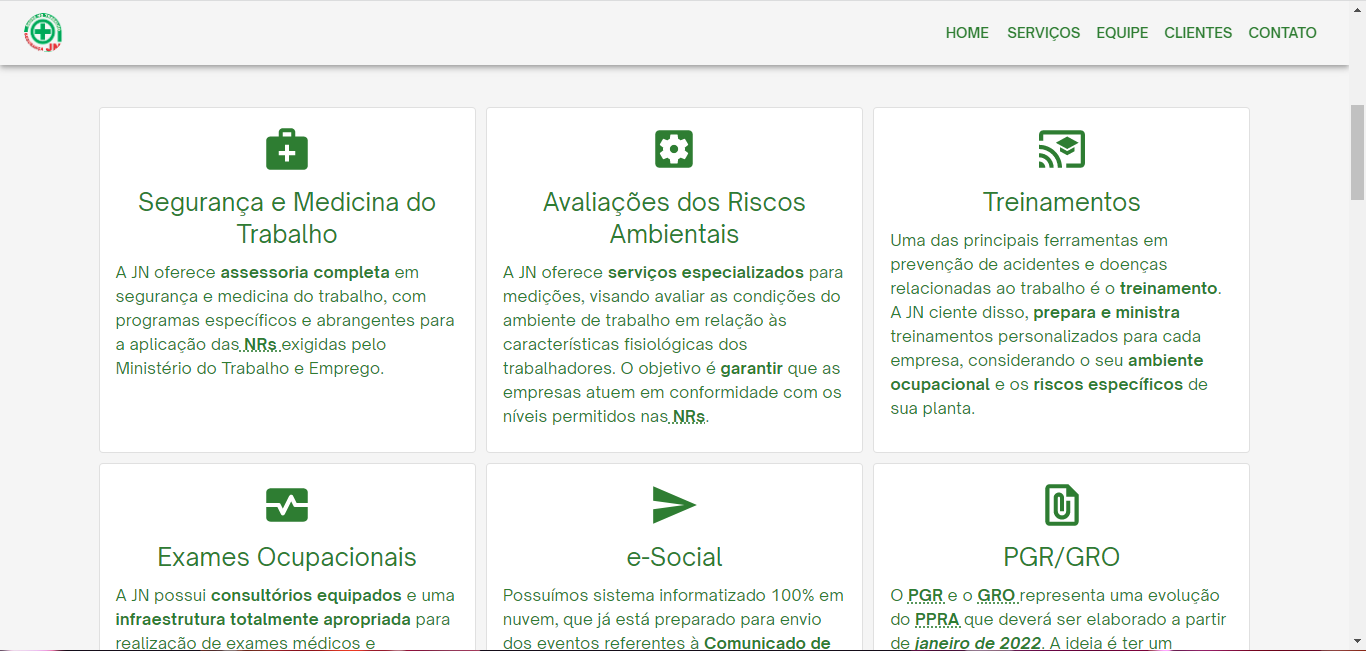 HOME SERVIÇOS EQUIPE CLIENTES CONTATO
Segurança e Medicina do
Trabalho
A JN oferece assessoria completa em
segurança e medicina do trabalho, com
programas específicos e abrangentes para
a aplicação das NRs exigidas pelo
Ministério do Trabalho e Emprego.
Avaliações dos Riscos
Ambientais
A JN oferece serviços especializados para
medições, visando avaliar as condições do
ambiente de trabalho em relação às
características fisiológicas dos
trabalhadores. O objetivo é garantir que as
empresas atuem em conformidade com os
níveis permitidos nas NRs.
Treinamentos
Uma das principais ferramentas em
prevenção de acidentes e doenças
relacionadas ao trabalho é o treinamento.
A JN ciente disso, prepara e ministra
treinamentos personalizados para cada
empresa, considerando o seu ambiente
ocupacional e os riscos específicos de
sua planta.
Exames Ocupacionais
A JN possui consultórios equipados e uma
infraestrutura totalmente apropriada para
realização de exames médicos e
e-Social
Possuímos sistema informatizado 100% em
nuvem, que já está preparado para envio
dos eventos referentes à Comunicado de
PGR/GRO
O PGR e o GRO representa uma evolução
do PPRA que deverá ser elaborado a partir
de janeiro de 2022. A ideia é ter um